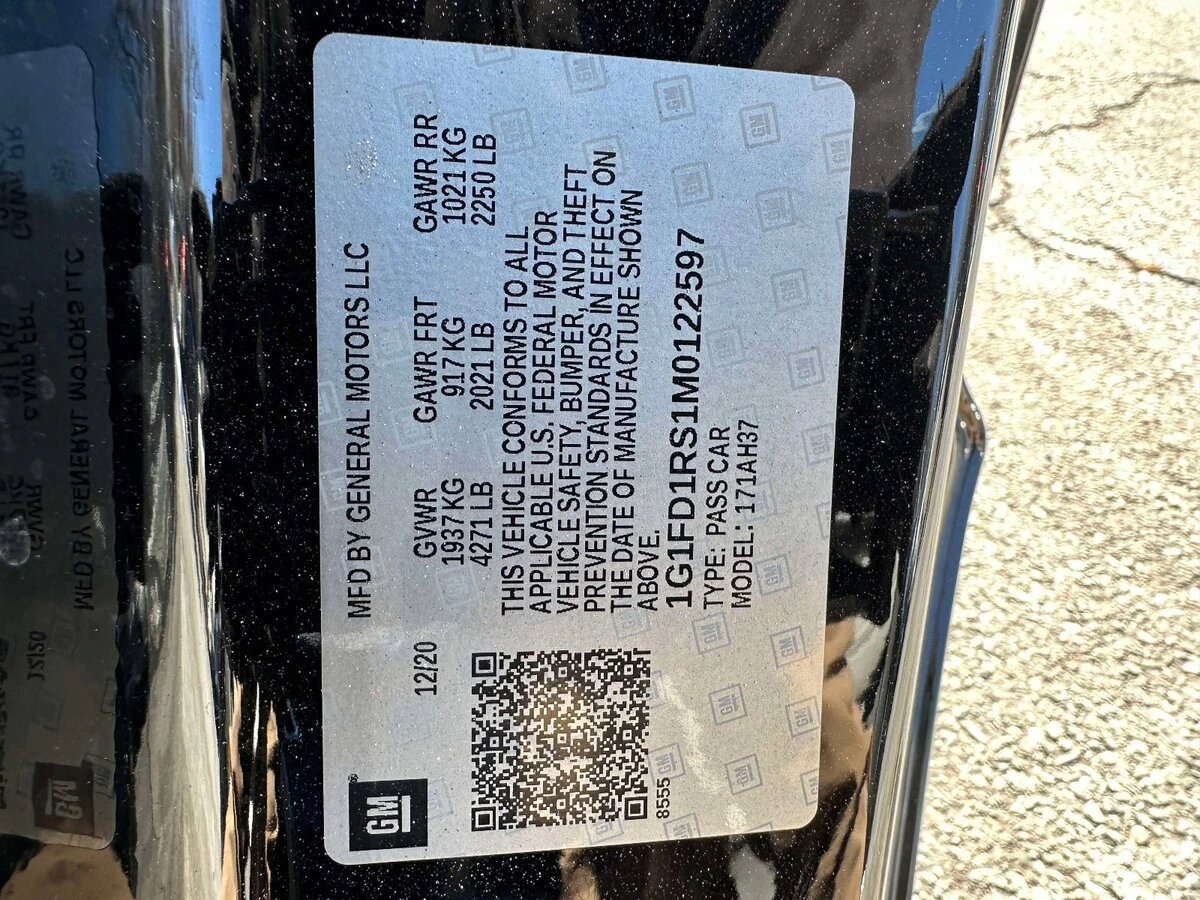 GM
MFD BY GENERAL MOTORS LLC
12/20 GVWR GAWR FRT GAWR RR
1937 KG 917 KG 1021 KG
4271 LB 2021 LB 2250 LB
THIS VEHICLE CONFORMS TO ALL
APPLICABLE U.S. FEDERAL MOTOR
VEHICLE SAFETY, BUMPER, AND THEFT
PREVENTION STANDARDS IN EFFECT ON
THE DATE OF MANUFACTURE SHOWN
ABOVE.
1G1FD1RS1M0122597
TYPE: PASS CAR
MODEL: 171AH37
8555